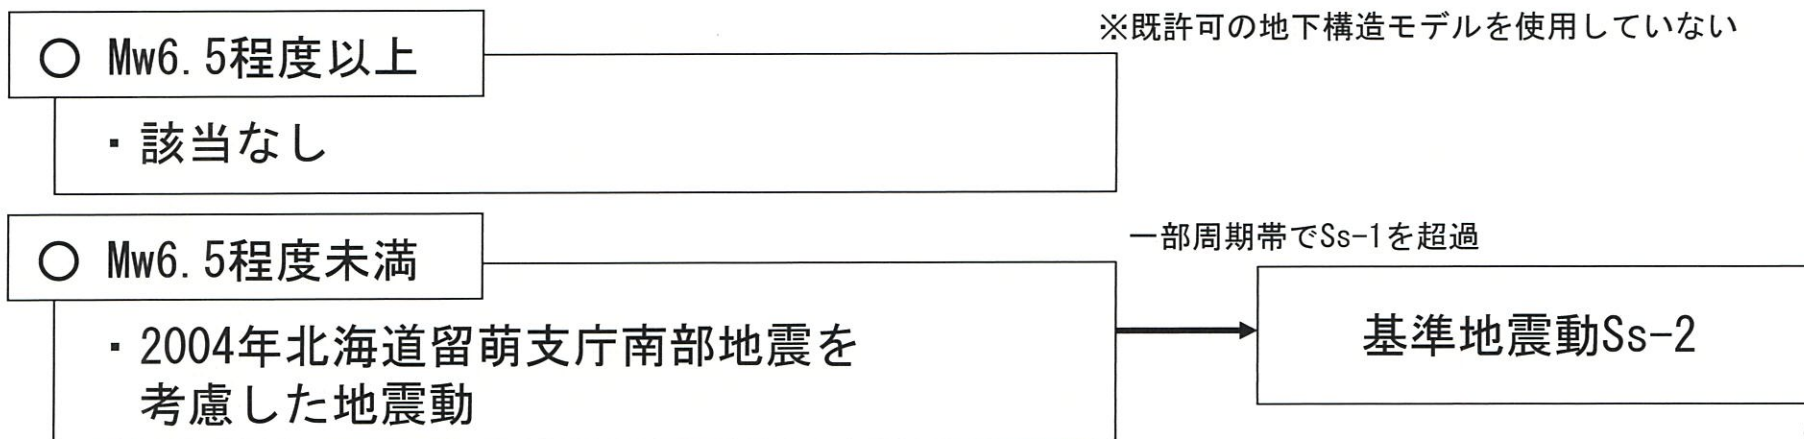 ※既許可の地下構造モデルを使用していない
○ Mw6.5程度以上
・該当なし
○ Mw6.5程度未満
・2004年北海道留萌支庁南部地震を
考慮した地震動
一部周期帯でSs-1を超過
基準地震動Ss-2